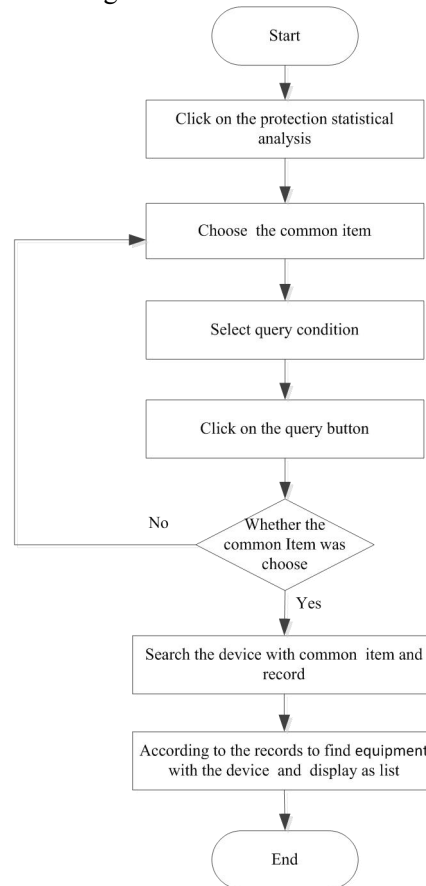 Start
Click on the protection statistical
analysis
Choose the common item
Select query condition
Click on the query button
No
Whether the
common Item was
choose
Yes
Search the device with common item and
record
According to the records to find equipment
with the device and display as list
End